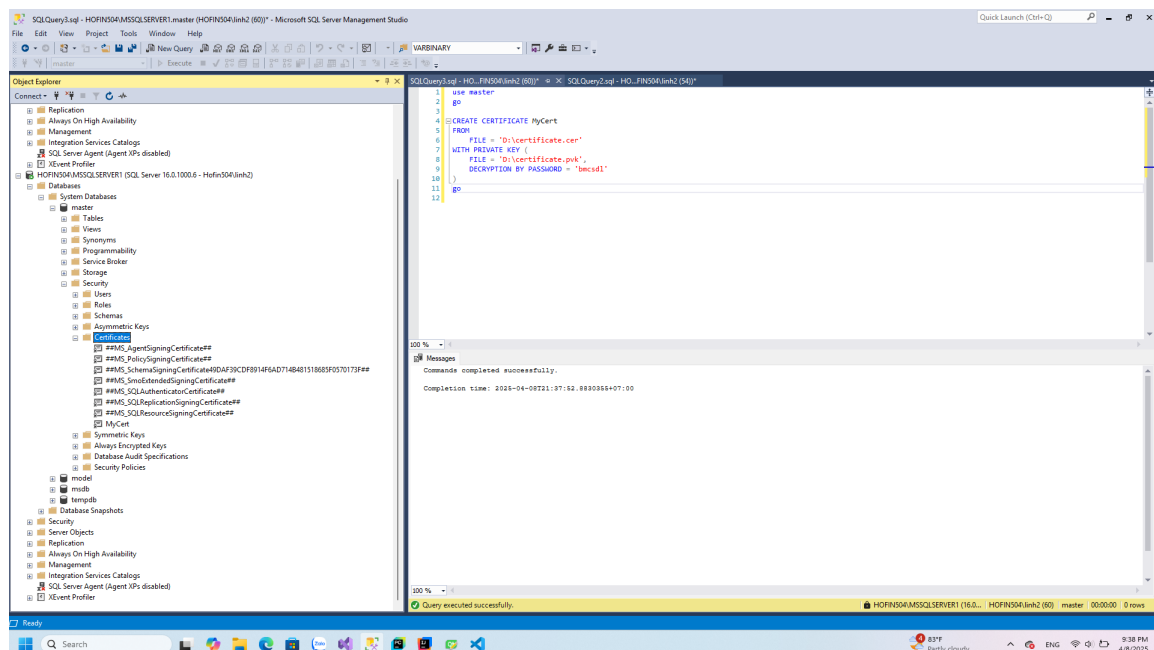 SQLQuery3.sql - HOFIN504\MSSQLSERVER1.master (HOFIN504\linh2 (60))* - Microsoft SQL Server Management Studio
Quick Launch (Ctrl+Q)
File Edit View Project Tools Window Help
New Query
VARBINARY
master
Execute
Object Explorer
Connect
Replication
Always On High Availability
Management
Integration Services Catalogs
SQL Server Agent (Agent XPs disabled)
XEvent Profiler
HOFIN504\MSSQLSERVER1 (SQL Server 16.0.1000.6 - Hofin504\linh2)
Databases
System Databases
master
Tables
Views
Synonyms
Programmability
Service Broker
Storage
Security
Users
Roles
Schemas
Asymmetric Keys
Certificates
##MS_AgentSigningCertificate##
##MS_PolicySigningCertificate##
##MS_SchemaSigningCertificate49DAF39CDF8914F6AD714B481518685F0570173F##
##MS_SmoExtendedSigningCertificate##
##MS_SQLAuthenticatorCertificate##
##MS_SQLReplicationSigningCertificate##
##MS_SQLResourceSigningCertificate##
MyCert
Symmetric Keys
Always Encrypted Keys
Database Audit Specifications
Security Policies
model
msdb
tempdb
Database Snapshots
Security
Server Objects
Replication
Always On High Availability
Management
Integration Services Catalogs
SQL Server Agent (Agent XPs disabled)
XEvent Profiler
SQLQuery3.sql - HO...FIN504\linh2 (60))* SQLQuery2.sql - HO...FIN504\linh2 (54))*
1 use master
2 go
3
4 CREATE CERTIFICATE MyCert
5 FROM
6 FILE = 'D:\certificate.cer'
7 WITH PRIVATE KEY (
8 FILE = 'D:\certificate.pvk',
9 DECRYPTION BY PASSWORD = 'bmcsdl'
10 )
11 go
12
100 %
Messages
Commands completed successfully.
Completion time: 2025-04-08T21:37:52.8830355+07:00
100 %
Query executed successfully.
HOFIN504\MSSQLSERVER1 (16.0... HOFIN504\linh2 (60) master 00:00:00 0 rows
Ready
Search
Zalo
4
83°F
Partly cloudy
ENG
9:38 PM
4/8/2025